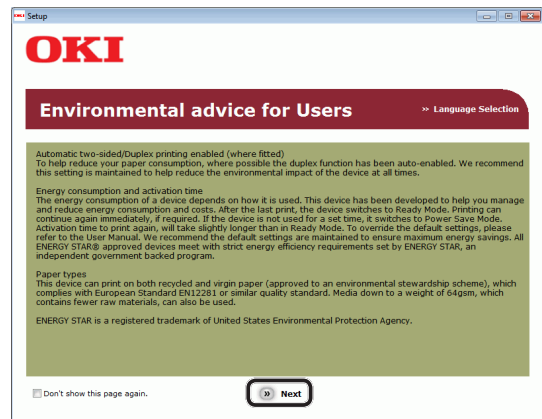 Setup
OKI
Environmental advice for Users
» Language Selection
Automatic two-sided/Duplex printing enabled (where fitted)
To help reduce your paper consumption, where possible the duplex function has been auto-enabled. We recommend
this setting is maintained to help reduce the environmental impact of the device at all times.
Energy consumption and activation time
The energy consumption of a device depends on how it is used. This device has been developed to help you manage
and reduce energy consumption and costs. After the last print, the device switches to Ready Mode. Printing can
continue again immediately, if required. If the device is not used for a set time, it switches to Power Save Mode.
Activation time to print again, will take slightly longer than in Ready Mode. To override the default settings, please
refer to the User Manual. We recommend the default settings are maintained to ensure maximum energy savings. All
ENERGY STAR® approved devices meet with strict energy efficiency requirements set by ENERGY STAR, an
independent government backed program.
Paper types
This device can print on both recycled and virgin paper (approved to an environmental stewardship scheme), which
complies with European Standard EN12281 or similar quality standard. Media down to a weight of 64gsm, which
contains fewer raw materials, can also be used.
ENERGY STAR is a registered trademark of United States Environmental Protection Agency.
Don't show this page again.
» Next